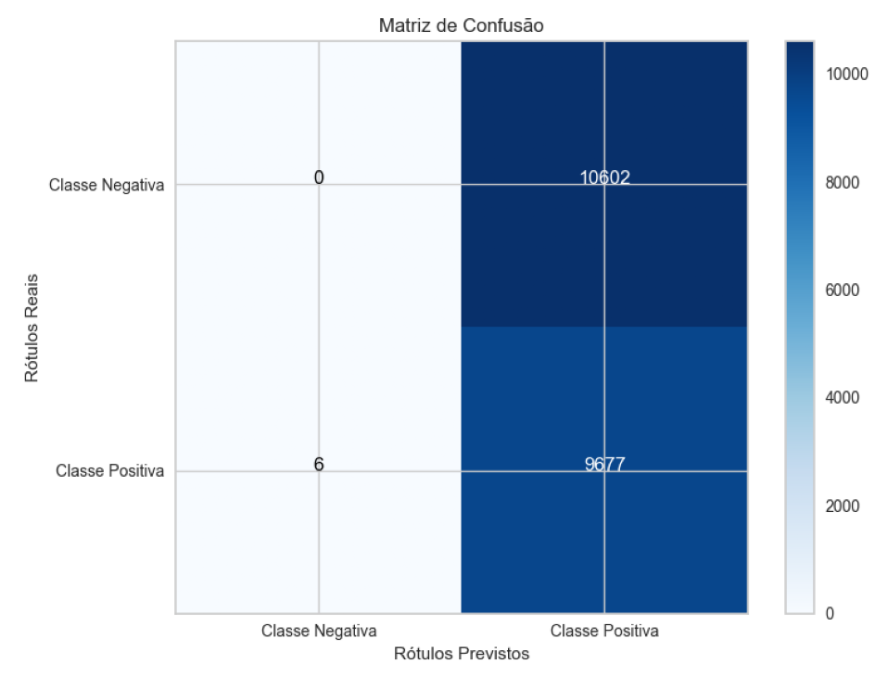 Matriz de Confusão
Rótulos Reais
Classe Negativa
0
10602
Classe Positiva
6
9677
Classe Negativa
Classe Positiva
Rótulos Previstos
10000
8000
6000
4000
2000
0